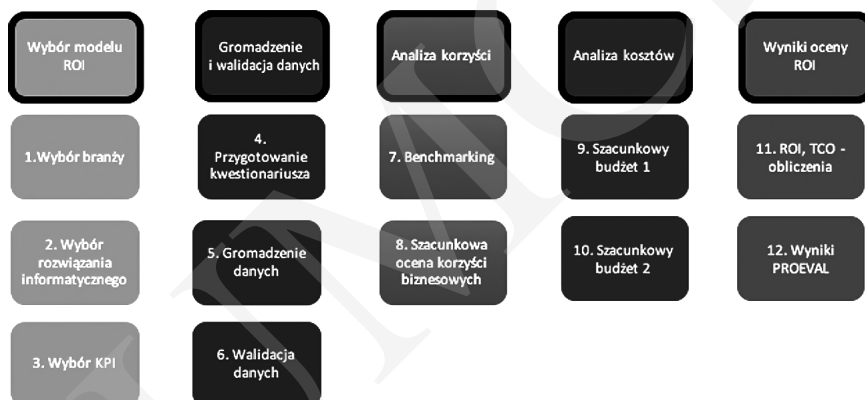 Wybór modelu
ROI
Gromadzenie
i walidacja danych
Analiza korzyści
Analiza kosztów
Wyniki oceny
ROI
1.Wybór branży
4.
Przygotowanie
kwestionariusza
7. Benchmarking
9. Szacunkowy
budżet 1
11. ROI, TCO -
obliczenia
2. Wybór
rozwiązania
informatycznego
5. Gromadzenie
danych
8. Szacunkowa
ocena korzyści
biznesowych
10. Szacunkowy
budżet 2
12. Wyniki
PROEVAL
3. Wybór KPI
6. Walidacja
danych